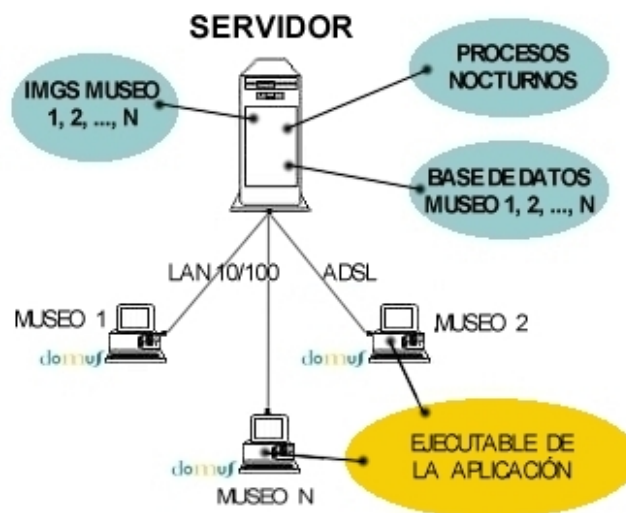 SERVIDOR
IMGS MUSEO
1, 2, ..., N
PROCESOS
NOCTURNOS
BASE DE DATOS
MUSEO 1, 2, ..., N
LAN 10/100
ADSL
MUSEO 1
domus
MUSEO 2
domus
domus
MUSEO N
EJECUTABLE DE
LA APLICACIÓN